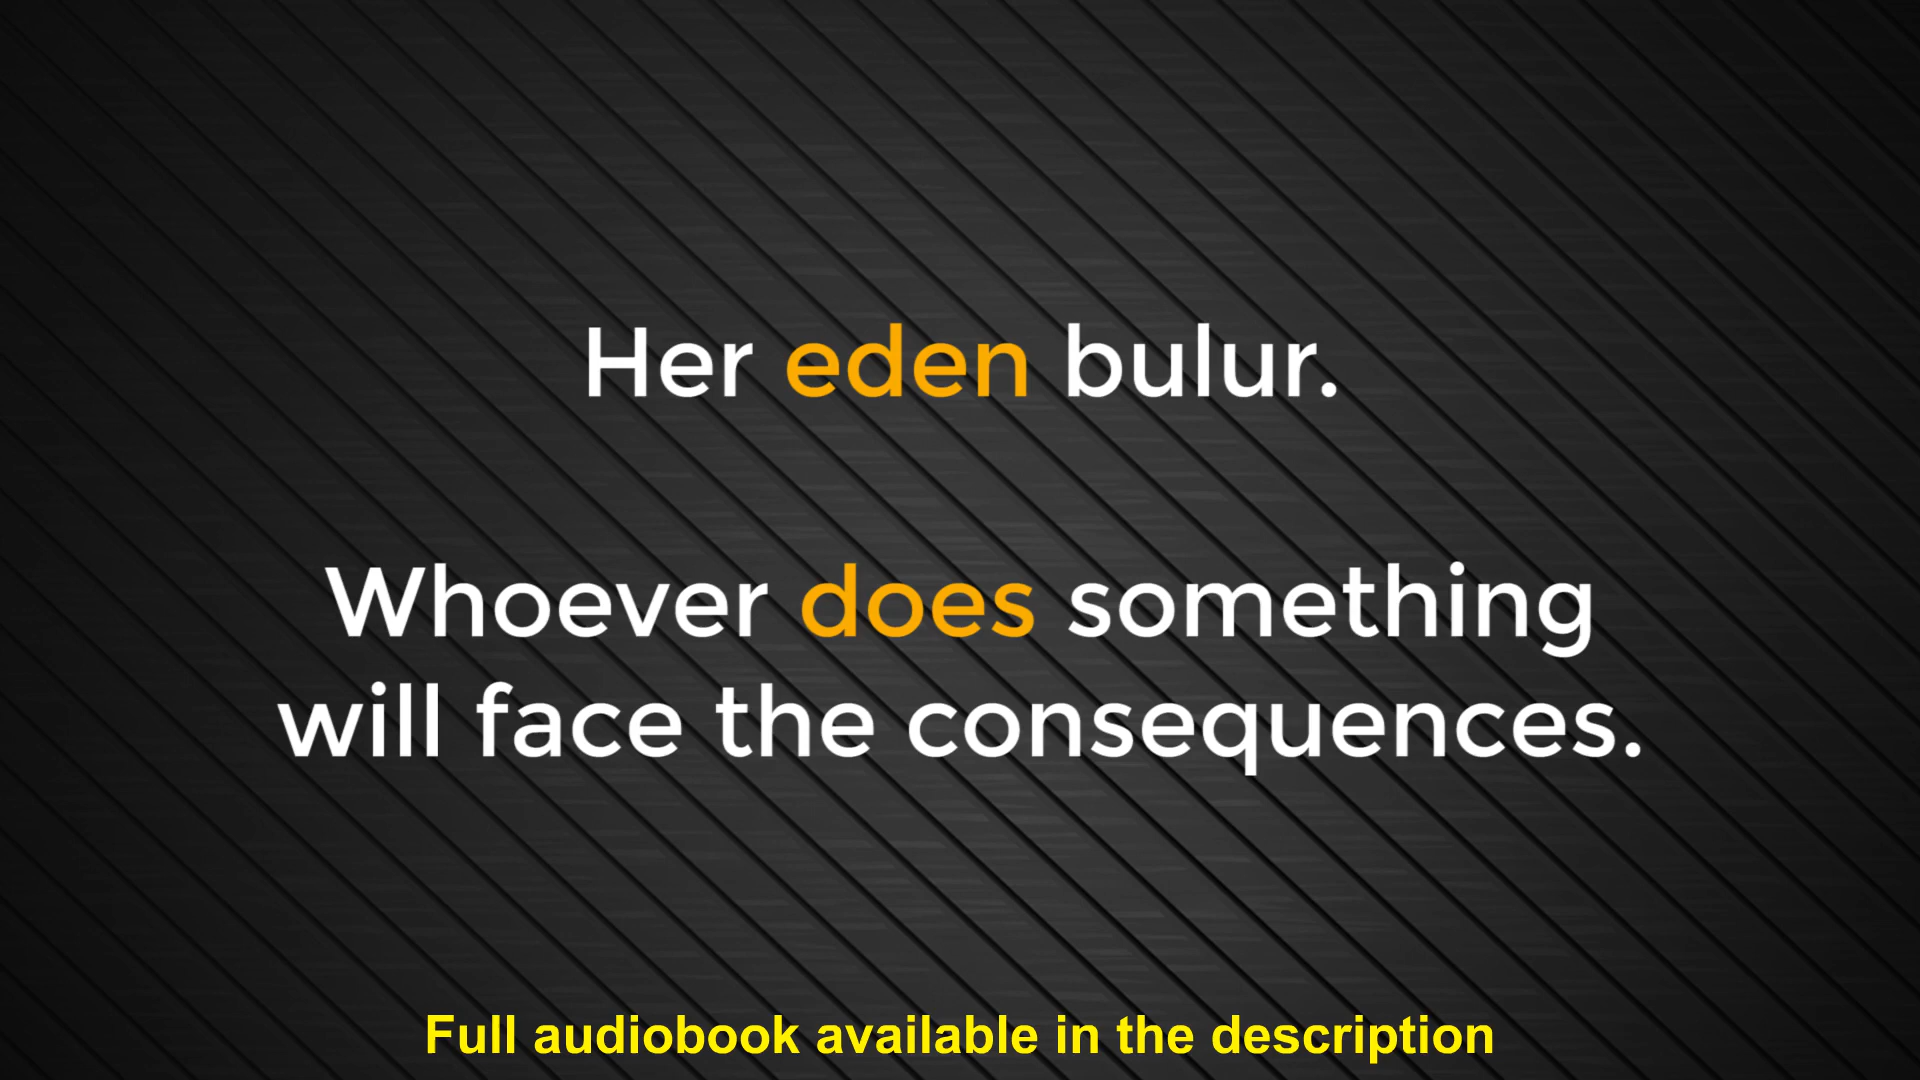 Her eden bulur.
Whoever does something
will face the consequences.
Full audiobook available in the description